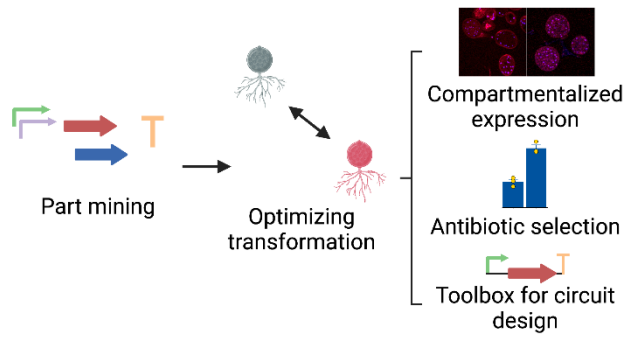 Part mining
Optimizing
transformation
Compartmentalized
expression
Antibiotic selection
Toolbox for circuit
design